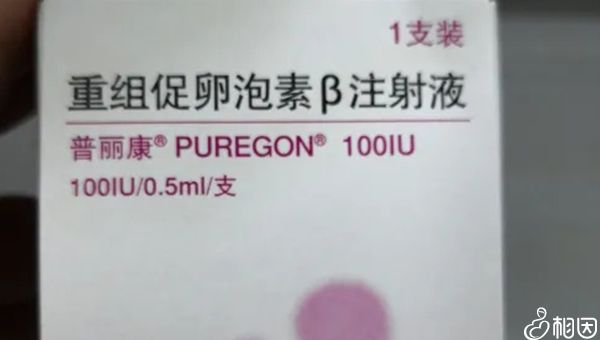 1支装
重组促卵泡素β注射液
普丽康® PUREGON® 100IU
100IU/0.5ml/支
相因